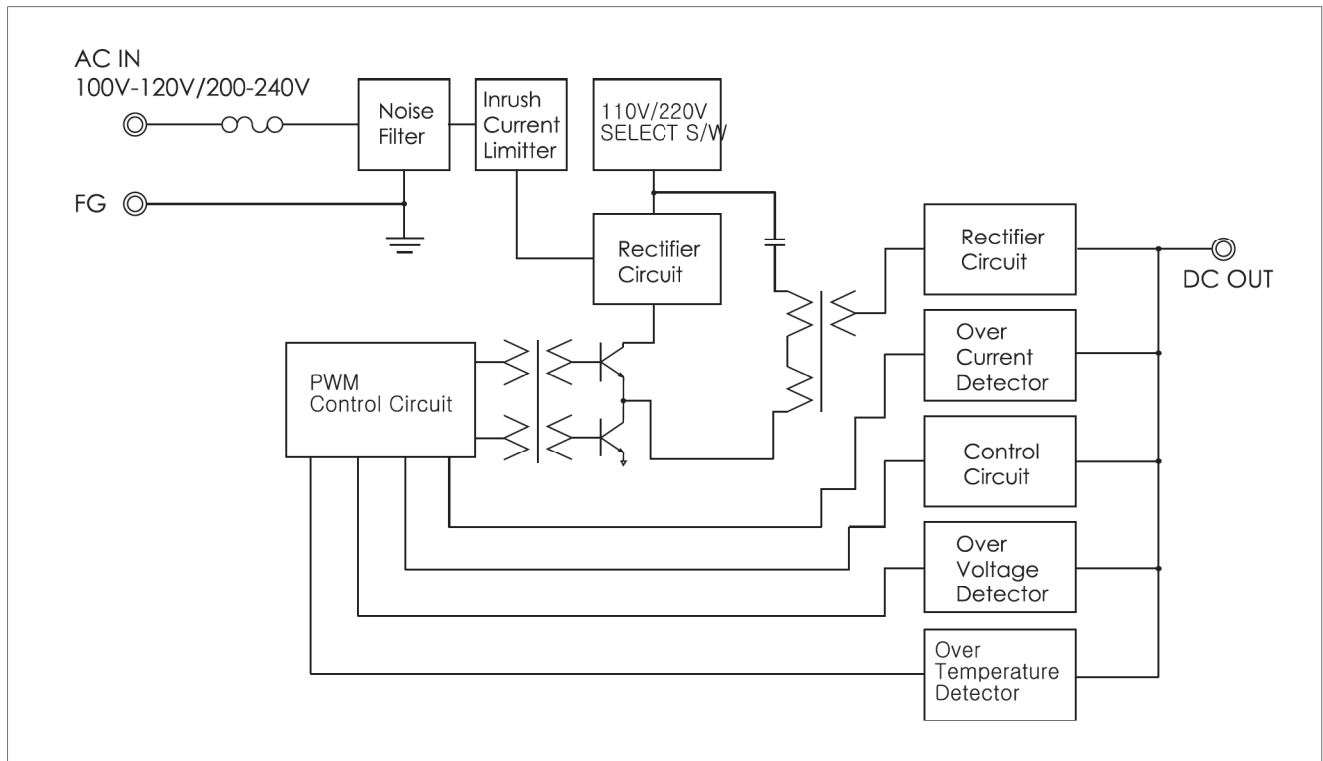 AC IN
100V-120V/200-240V
Noise
Filter
Inrush
Current
Limitter
110V/220V
SELECT S/W
FG
Rectifier
Circuit
Rectifier
Circuit
DC OUT
Over
Current
Detector
PWM
Control Circuit
Control
Circuit
Over
Voltage
Detector
Over
Temperature
Detector